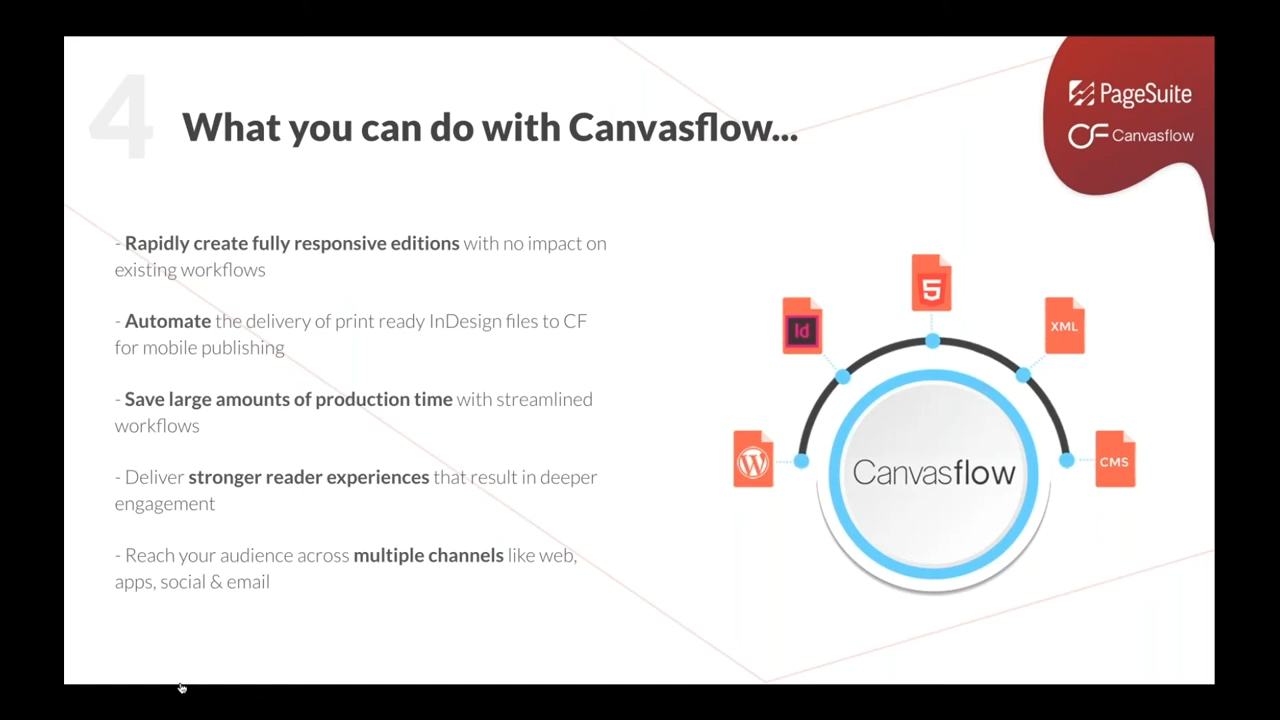 4
What you can do with Canvasflow...
PageSuite
CF Canvasflow
- Rapidly create fully responsive editions with no impact on
existing workflows
- Automate the delivery of print ready InDesign files to CF
for mobile publishing
- Save large amounts of production time with streamlined
workflows
- Deliver stronger reader experiences that result in deeper
engagement
- Reach your audience across multiple channels like web,
apps, social & email
5
Id
XML
W
CMS
Canvasflow